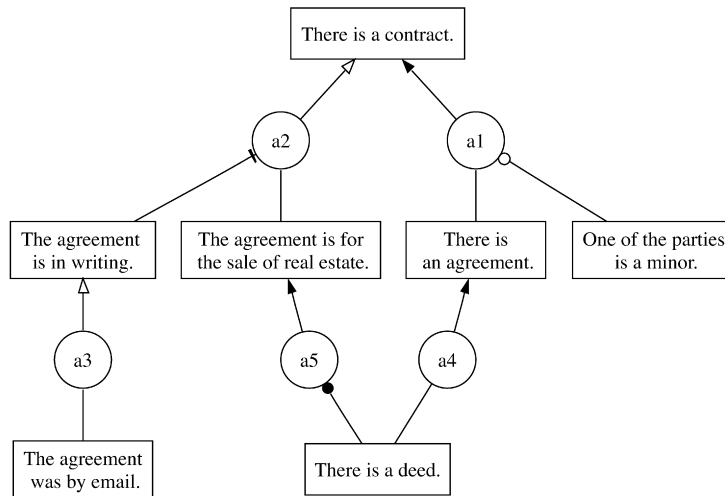 There is a contract.
a2
a1
The agreement
is in writing.
The agreement is for
the sale of real estate.
There is
an agreement.
One of the parties
is a minor.
a3
a5
a4
The agreement
was by email.
There is a deed.